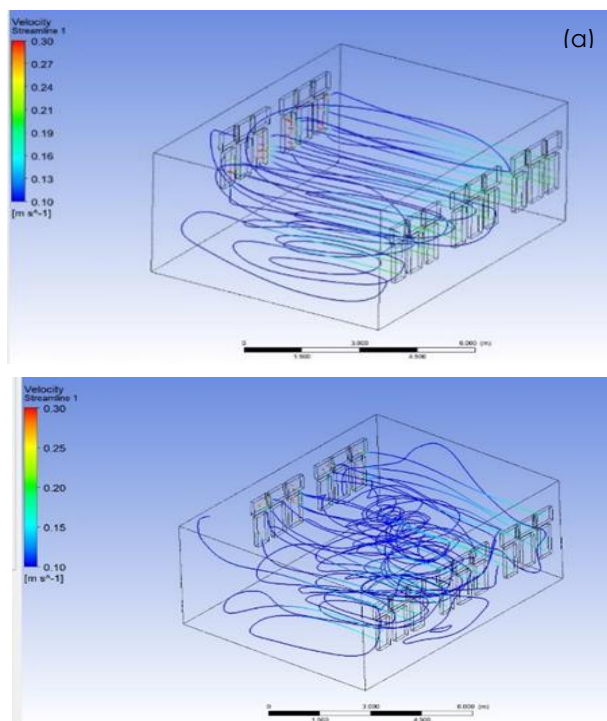 Velocity
Streamline 1
(a)
0.30
0.27
0.24
0.21
0.19
0.16
0.13
0.10
[m s^-1]
0
3.000
6.000 (m)
1.500
4.500
Velocity
Streamline 1
0.30
0.25
0.20
0.15
0.10
[m s^-1]
0
3.000
6.000 (m)
1.500
4.500